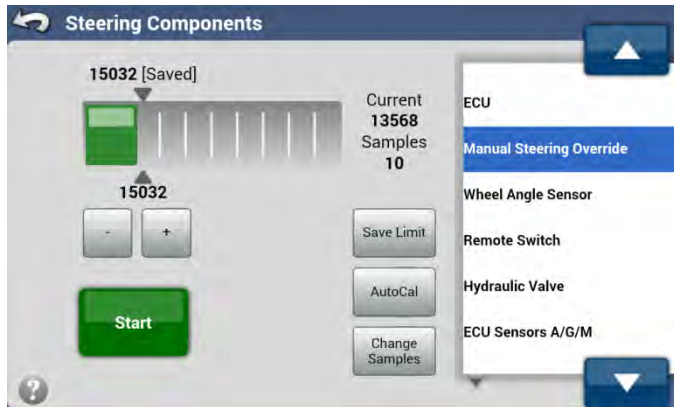 Steering Components
15032 [Saved]
15032
-
+
Start
Current
13568
Samples
10
Save Limit
AutoCal
Change
Samples
ECU
Manual Steering Override
Wheel Angle Sensor
Remote Switch
Hydraulic Valve
ECU Sensors A/G/M
?